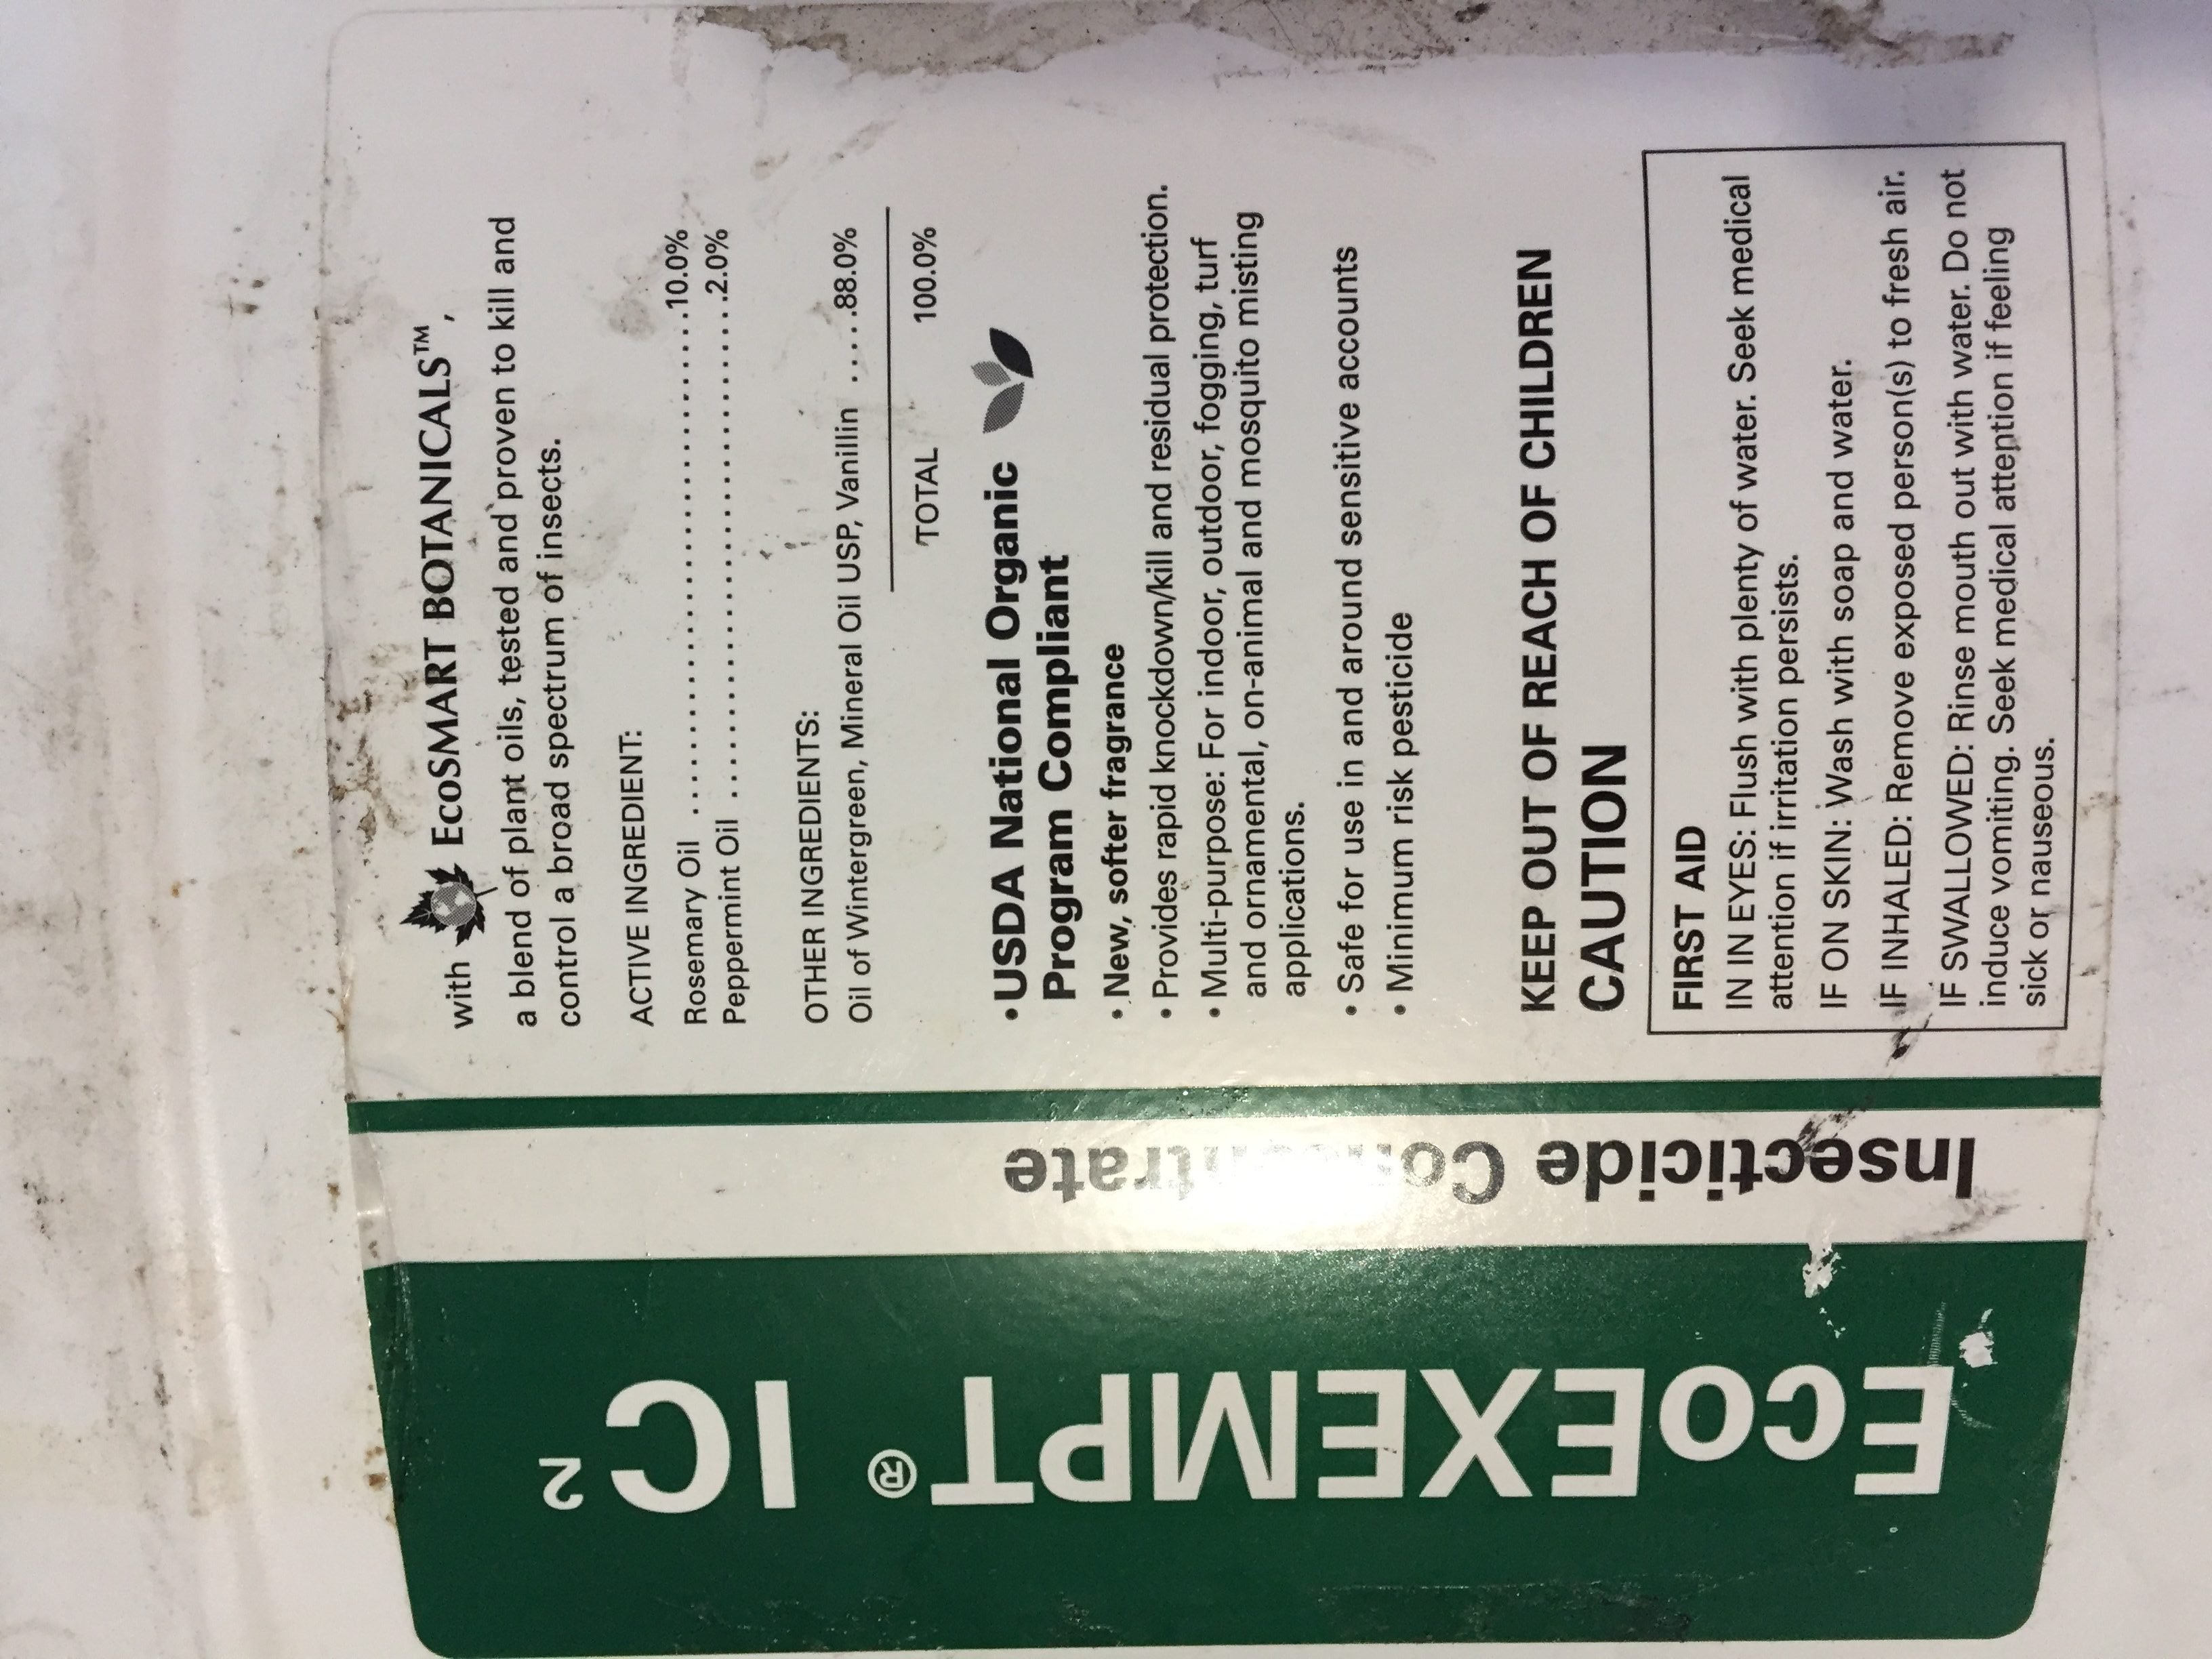 EcoEXEMPT® IC 2
Insecticide Concentrate
with EcoSMART BOTANICALS™,
a blend of plant oils, tested and proven to kill and
control a broad spectrum of insects.
ACTIVE INGREDIENT:
Rosemary Oil ........................................10.0%
Peppermint Oil ......................................2.0%
OTHER INGREDIENTS:
Oil of Wintergreen, Mineral Oil USP, Vanillin .....88.0%
TOTAL 100.0%
• USDA National Organic
Program Compliant
• New, softer fragrance
• Provides rapid knockdown/kill and residual protection.
• Multi-purpose: For indoor, outdoor, fogging, turf
and ornamental, on-animal and mosquito misting
applications.
• Safe for use in and around sensitive accounts
• Minimum risk pesticide
KEEP OUT OF REACH OF CHILDREN
CAUTION
FIRST AID
IN IN EYES: Flush with plenty of water. Seek medical
attention if irritation persists.
IF ON SKIN: Wash with soap and water.
IF INHALED: Remove exposed person(s) to fresh air.
IF SWALLOWED: Rinse mouth out with water. Do not
induce vomiting. Seek medical attention if feeling
sick or nauseous.